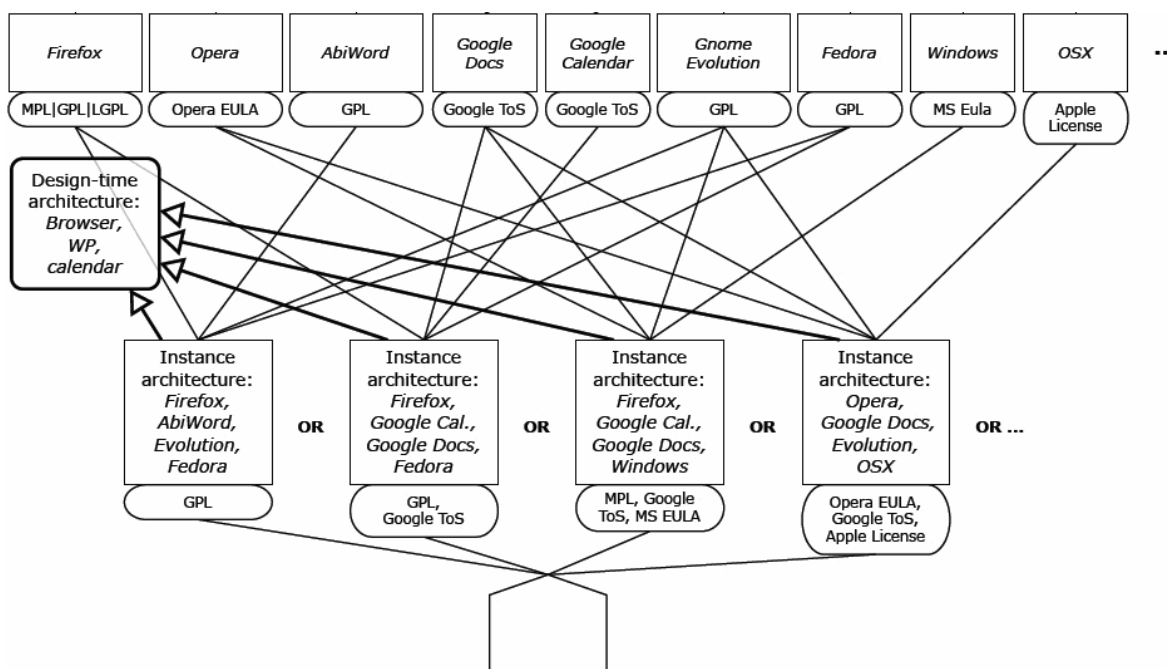 Firefox
Opera
AbiWord
Google
Docs
Google
Calendar
Gnome
Evolution
Fedora
Windows
OSX
...
MPL|GPL|LGPL
Opera EULA
GPL
Google ToS
Google ToS
GPL
GPL
MS Eula
Apple
License
Design-time
architecture:
Browser,
WP,
calendar
Instance
architecture:
Firefox,
AbiWord,
Evolution,
Fedora
OR
Instance
architecture:
Firefox,
Google Cal.,
Google Docs,
Fedora
OR
Instance
architecture:
Firefox,
Google Cal.,
Google Docs,
Windows
OR
Instance
architecture:
Opera,
Google Docs,
Evolution,
OSX
OR ...
GPL
GPL,
Google ToS
MPL, Google
ToS, MS EULA
Opera EULA,
Google ToS,
Apple License